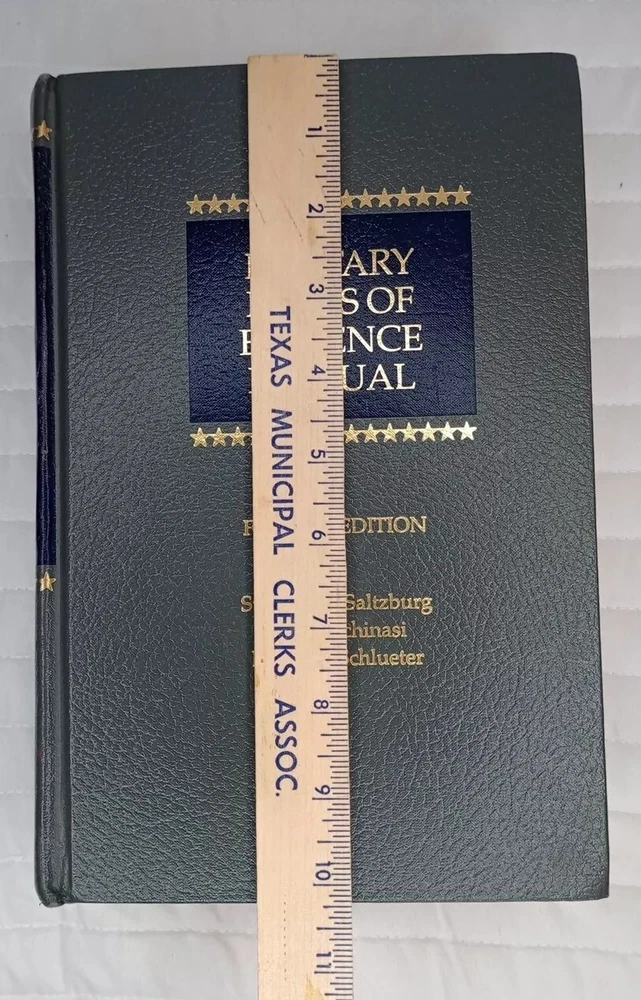 ARY
S OF
E ENCE
UAL
F EDITION
S Saltzburg
chinasi
chlueter
TEXAS MUNICIPAL CLERKS ASSOC.
1 2 3 4 5 6 7 8 9 10 11